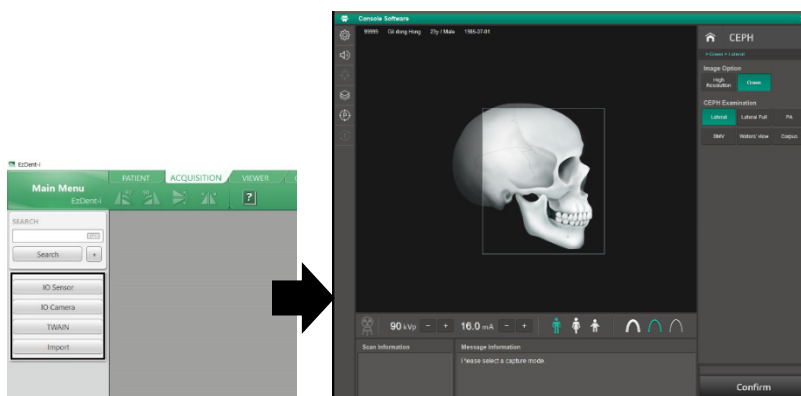 EzDent-i
Main Menu
EzDent-i
PATIENT
ACQUISITION
VIEWER
?
SEARCH
Search
+
IO Sensor
IO Camera
TWAIN
Import
Console Software
99999 Gil dong Hong 23y / Male 1985-07-01
CEPH
Image Option
High Resolution
Green
CEPH Examination
Lateral
Lateral Full
PA
SMV
Waters' view
Carpus
90 kVp - +
16.0 mA - +
Scan Information
Message Information
Please select a capture mode.
Confirm